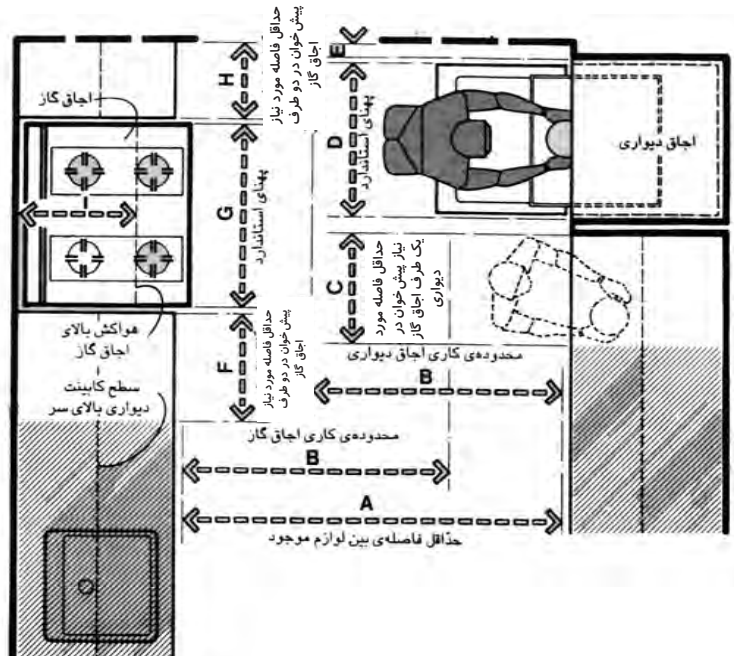 حداقل فاصله مورد نیاز
پیش‌خوان در دو طرف
اجاق گاز
H
E
اجاق گاز
G
پهنای استاندارد
D
پهنای استاندارد
اجاق دیواری
I
C
حداقل فاصله مورد
نیاز پیش خوان در
یک طرف اجاق گاز
دیواری
F
حداقل فاصله مورد نیاز
پیش‌خوان در دو طرف
اجاق گاز
هواکش بالای
اجاق گاز
محدوده‌ی کاری اجاق دیواری
B
سطح کابینت
دیواری بالای سر
محدوده‌ی کاری اجاق گاز
B
A
حدّاقل فاصله‌ی بین لوازم موجود